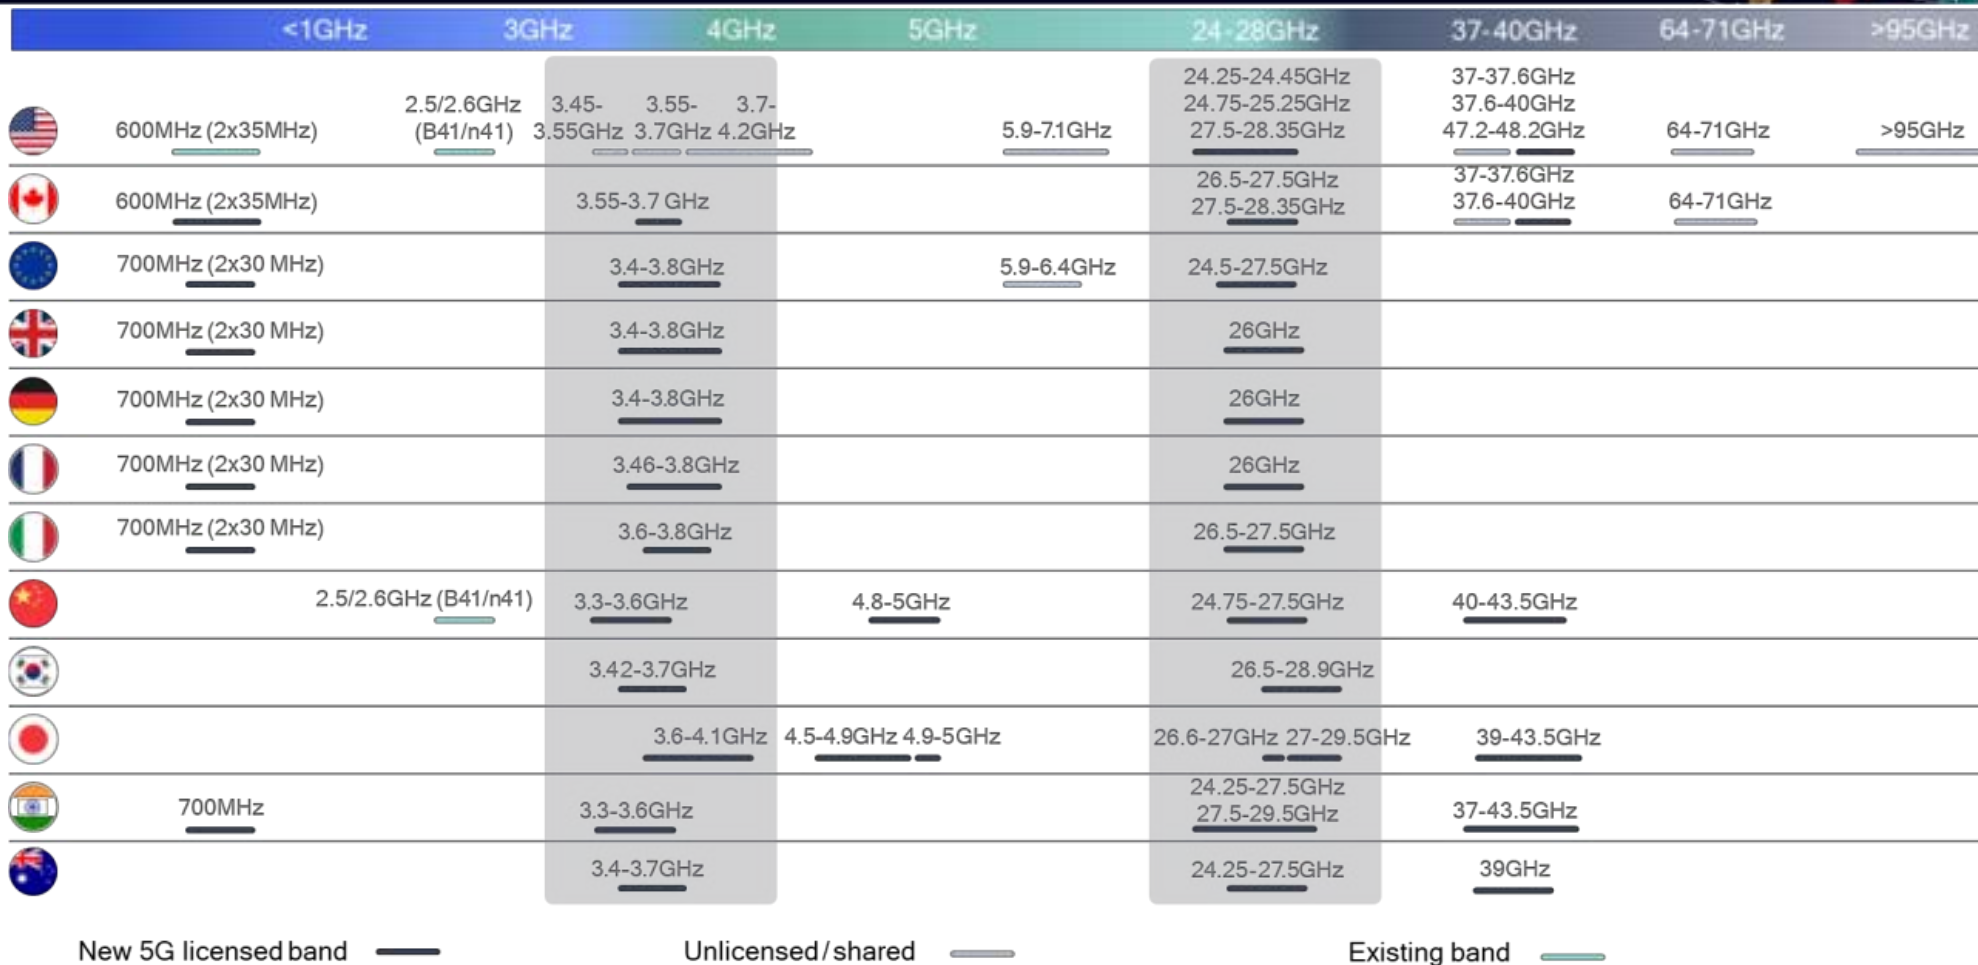 <1GHz 3GHz 4GHz 5GHz 24-28GHz 37-40GHz 64-71GHz >95GHz
24.25-24.45GHz 37-37.6GHz
2.5/2.6GHz 3.45- 3.55- 3.7- 24.75-25.25GHz 37.6-40GHz
600MHz (2x35MHz) (B41/n41) 3.55GHz 3.7GHz 4.2GHz 5.9-7.1GHz 27.5-28.35GHz 47.2-48.2GHz 64-71GHz >95GHz
26.5-27.5GHz 37-37.6GHz
600MHz (2x35MHz) 3.55-3.7 GHz 27.5-28.35GHz 37.6-40GHz 64-71GHz
700MHz (2x30 MHz) 3.4-3.8GHz 5.9-6.4GHz 24.5-27.5GHz
700MHz (2x30 MHz) 3.4-3.8GHz 26GHz
700MHz (2x30 MHz) 3.4-3.8GHz 26GHz
700MHz (2x30 MHz) 3.46-3.8GHz 26GHz
700MHz (2x30 MHz) 3.6-3.8GHz 26.5-27.5GHz
2.5/2.6GHz (B41/n41) 3.3-3.6GHz 4.8-5GHz 24.75-27.5GHz 40-43.5GHz
3.42-3.7GHz 26.5-28.9GHz
3.6-4.1GHz 4.5-4.9GHz 4.9-5GHz 26.6-27GHz 27-29.5GHz 39-43.5GHz
24.25-27.5GHz
700MHz 3.3-3.6GHz 27.5-29.5GHz 37-43.5GHz
3.4-3.7GHz 24.25-27.5GHz 39GHz
New 5G licensed band Unlicensed/shared Existing band